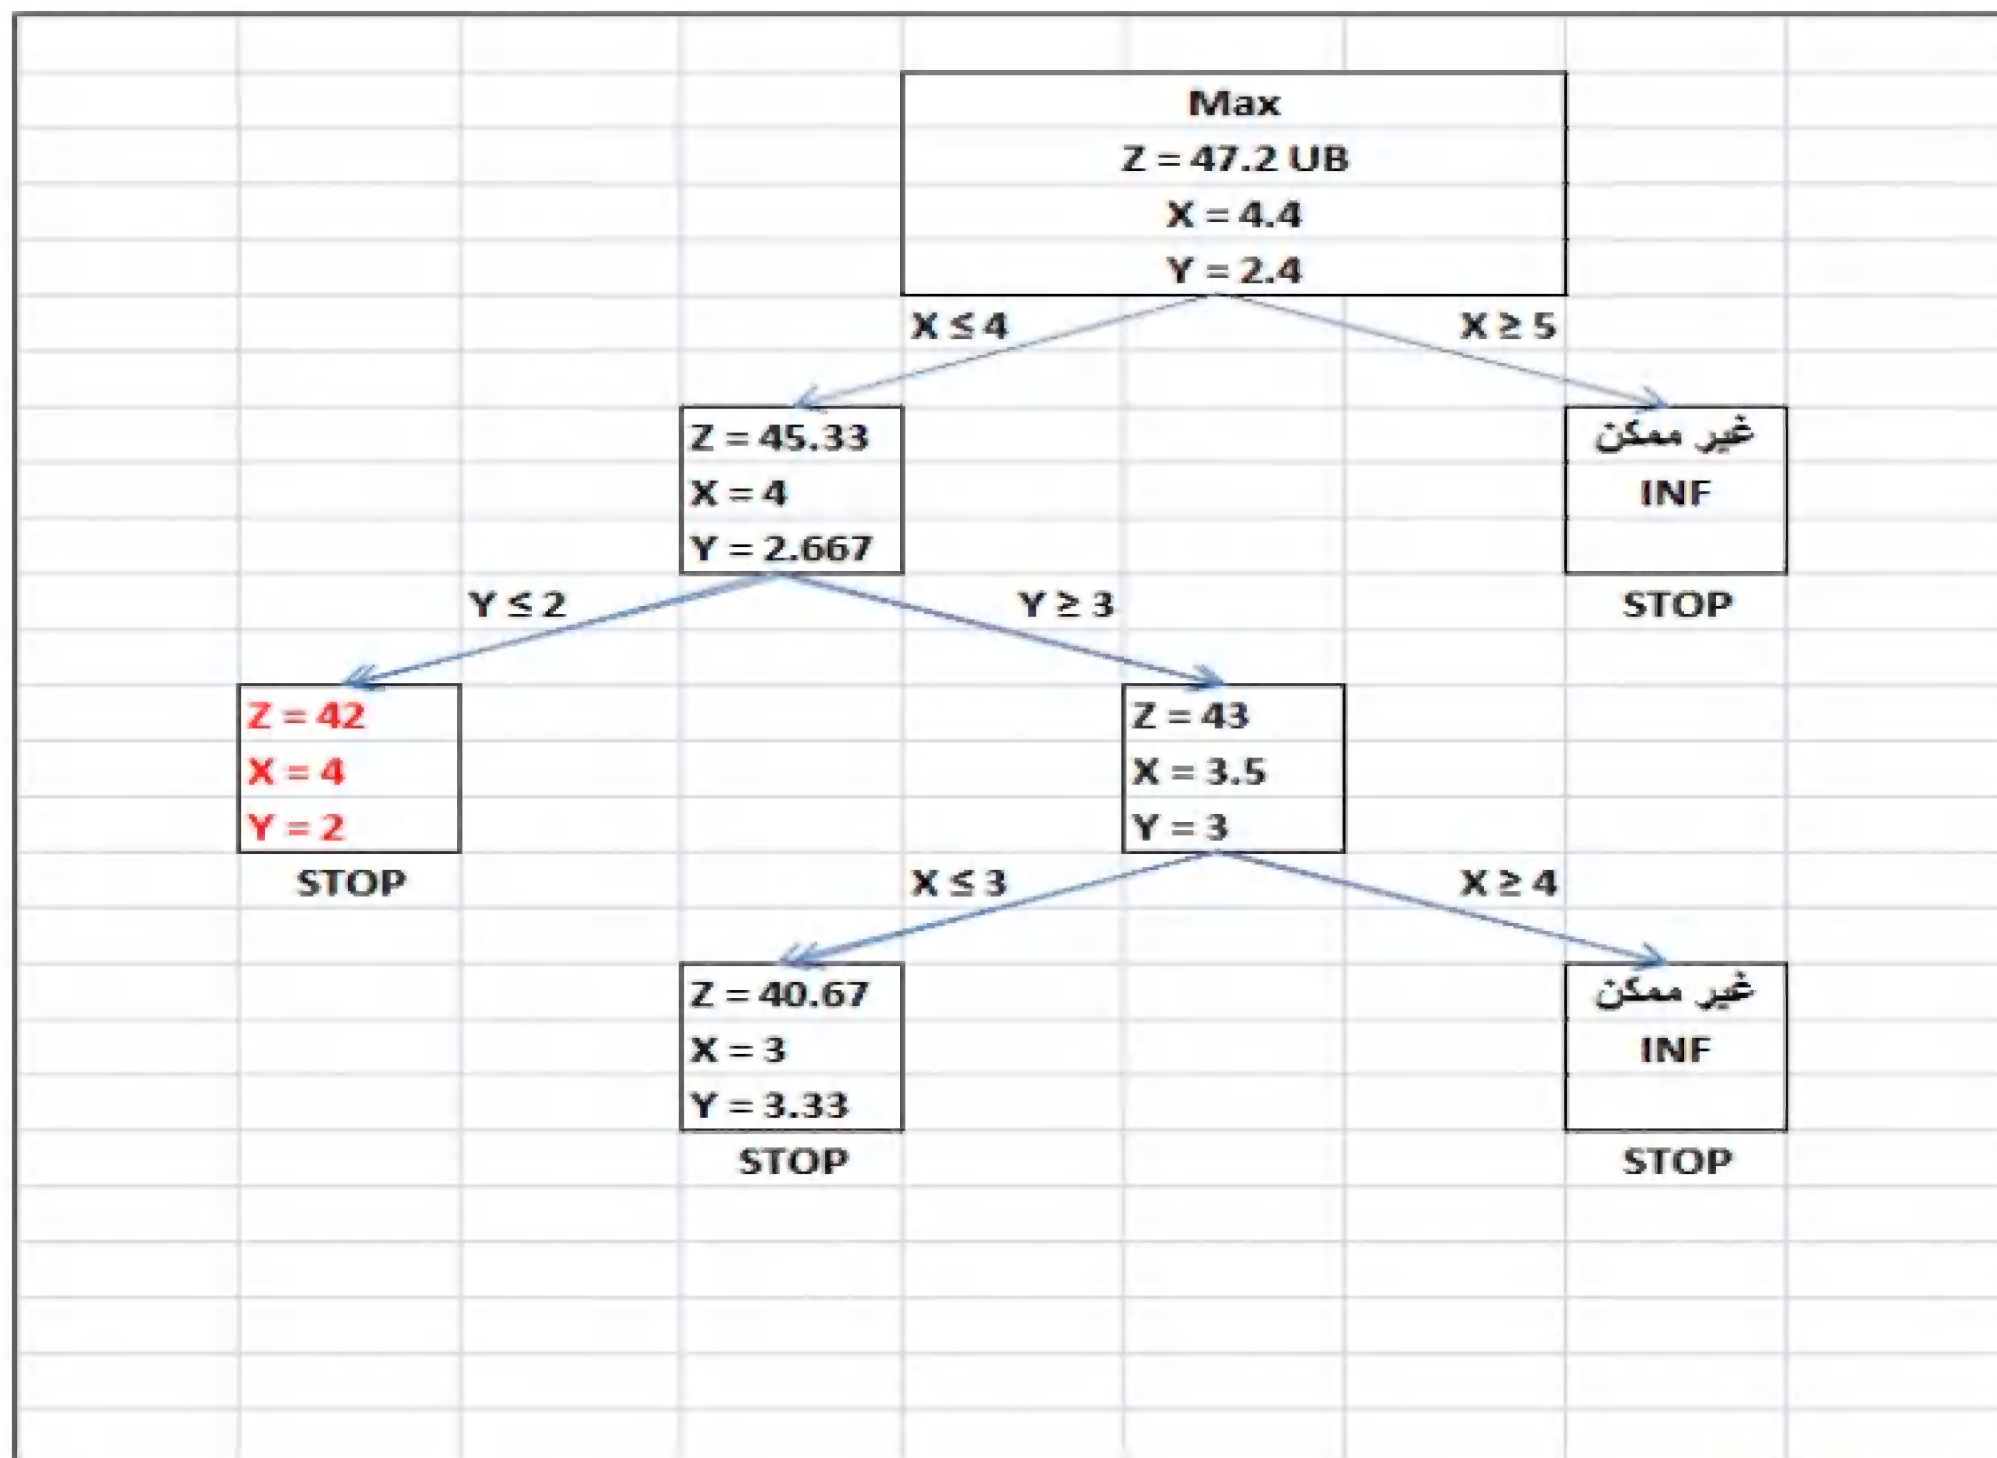 Max
Z = 47.2 UB
X = 4.4
Y = 2.4
X ≤ 4
X ≥ 5
Z = 45.33
X = 4
Y = 2.667
غير ممكن
INF
STOP
Y ≤ 2
Y ≥ 3
Z = 42
X = 4
Y = 2
STOP
Z = 43
X = 3.5
Y = 3
X ≤ 3
X ≥ 4
Z = 40.67
X = 3
Y = 3.33
STOP
غير ممكن
INF
STOP